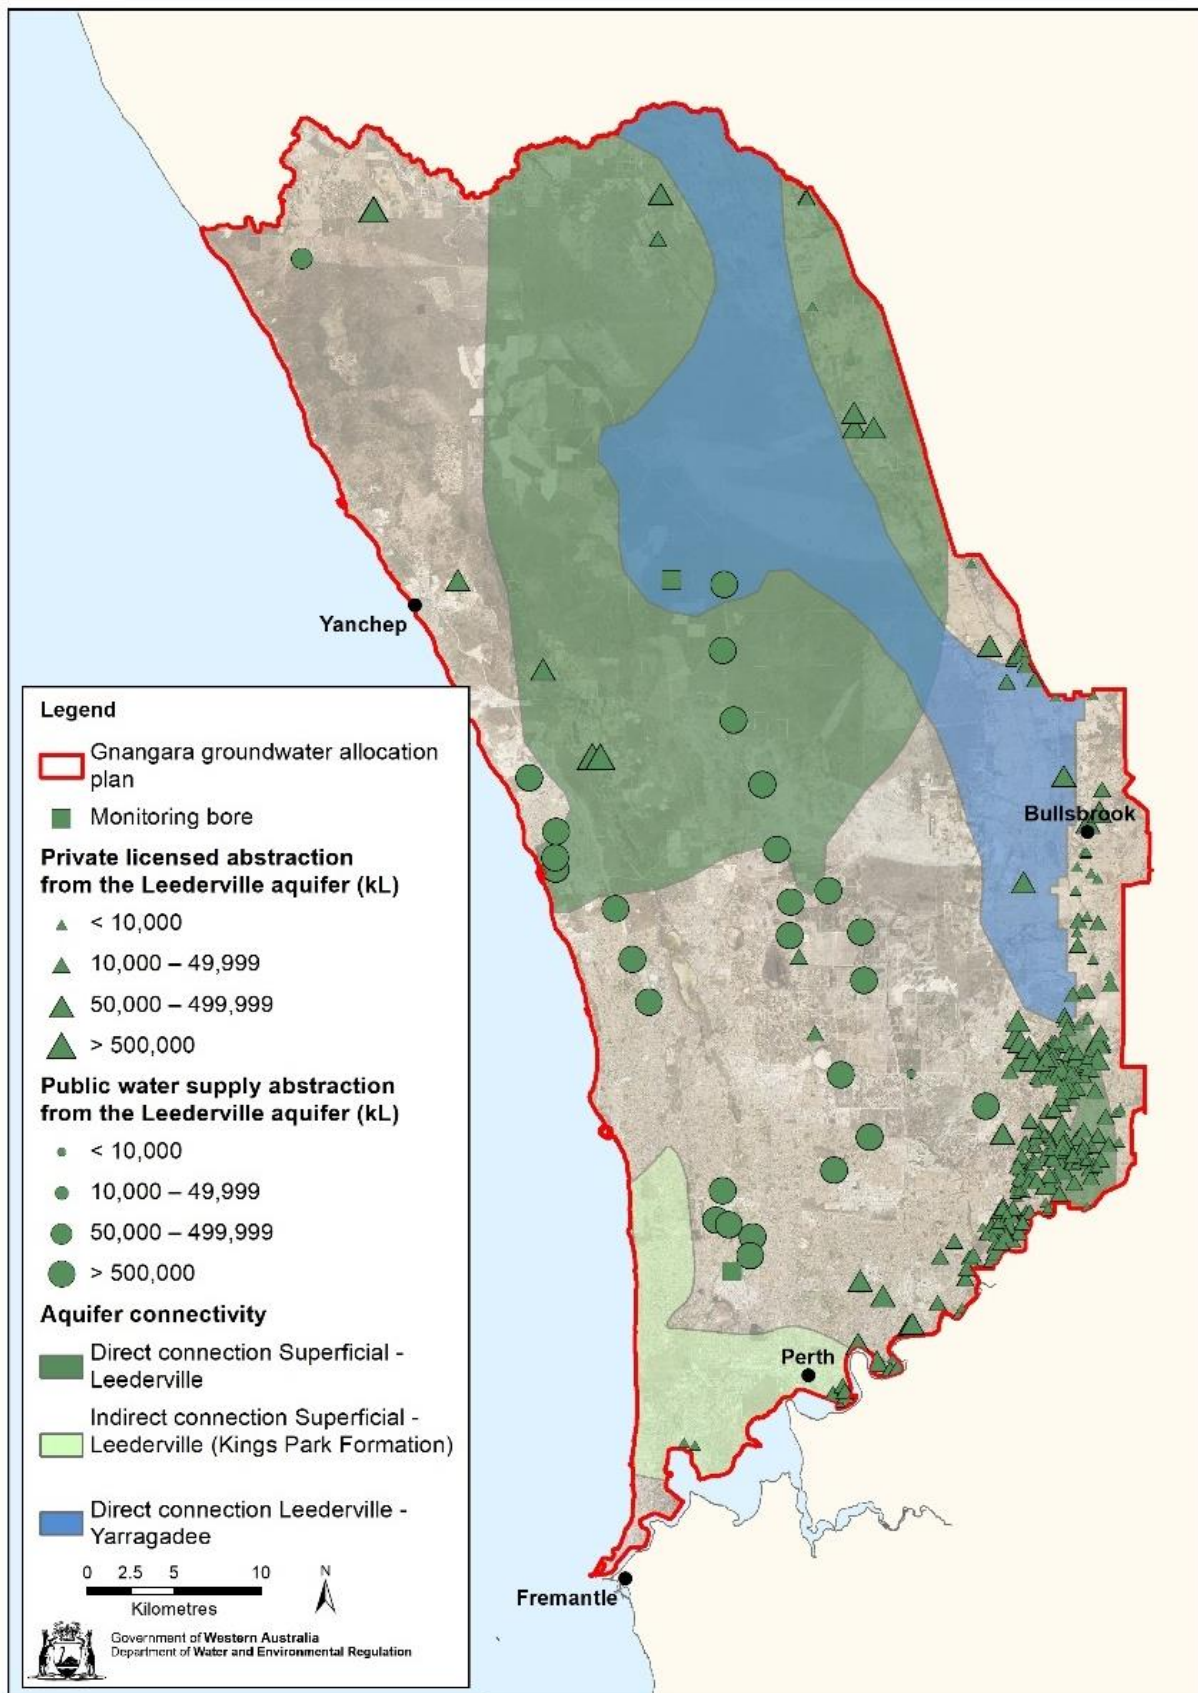 Yanchep
Bullsbrook
Perth
Fremantle
Legend
Gnangara groundwater allocation
plan
Monitoring bore
Private licensed abstraction
from the Leederville aquifer (kL)
< 10,000
10,000 – 49,999
50,000 – 499,999
> 500,000
Public water supply abstraction
from the Leederville aquifer (kL)
< 10,000
10,000 – 49,999
50,000 – 499,999
> 500,000
Aquifer connectivity
Direct connection Superficial -
Leederville
Indirect connection Superficial -
Leederville (Kings Park Formation)
Direct connection Leederville -
Yarragadee
0 2.5 5 10
Kilometres
N
Government of Western Australia
Department of Water and Environmental Regulation